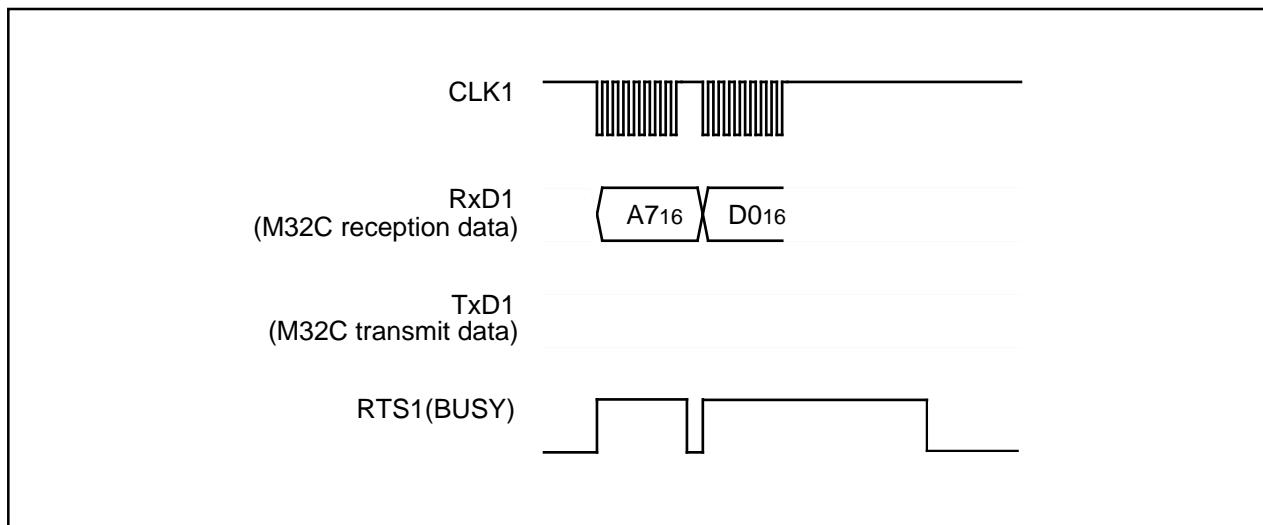 CLK1
RxD1
(M32C reception data)
A716
D016
TxD1
(M32C transmit data)
RTS1(BUSY)